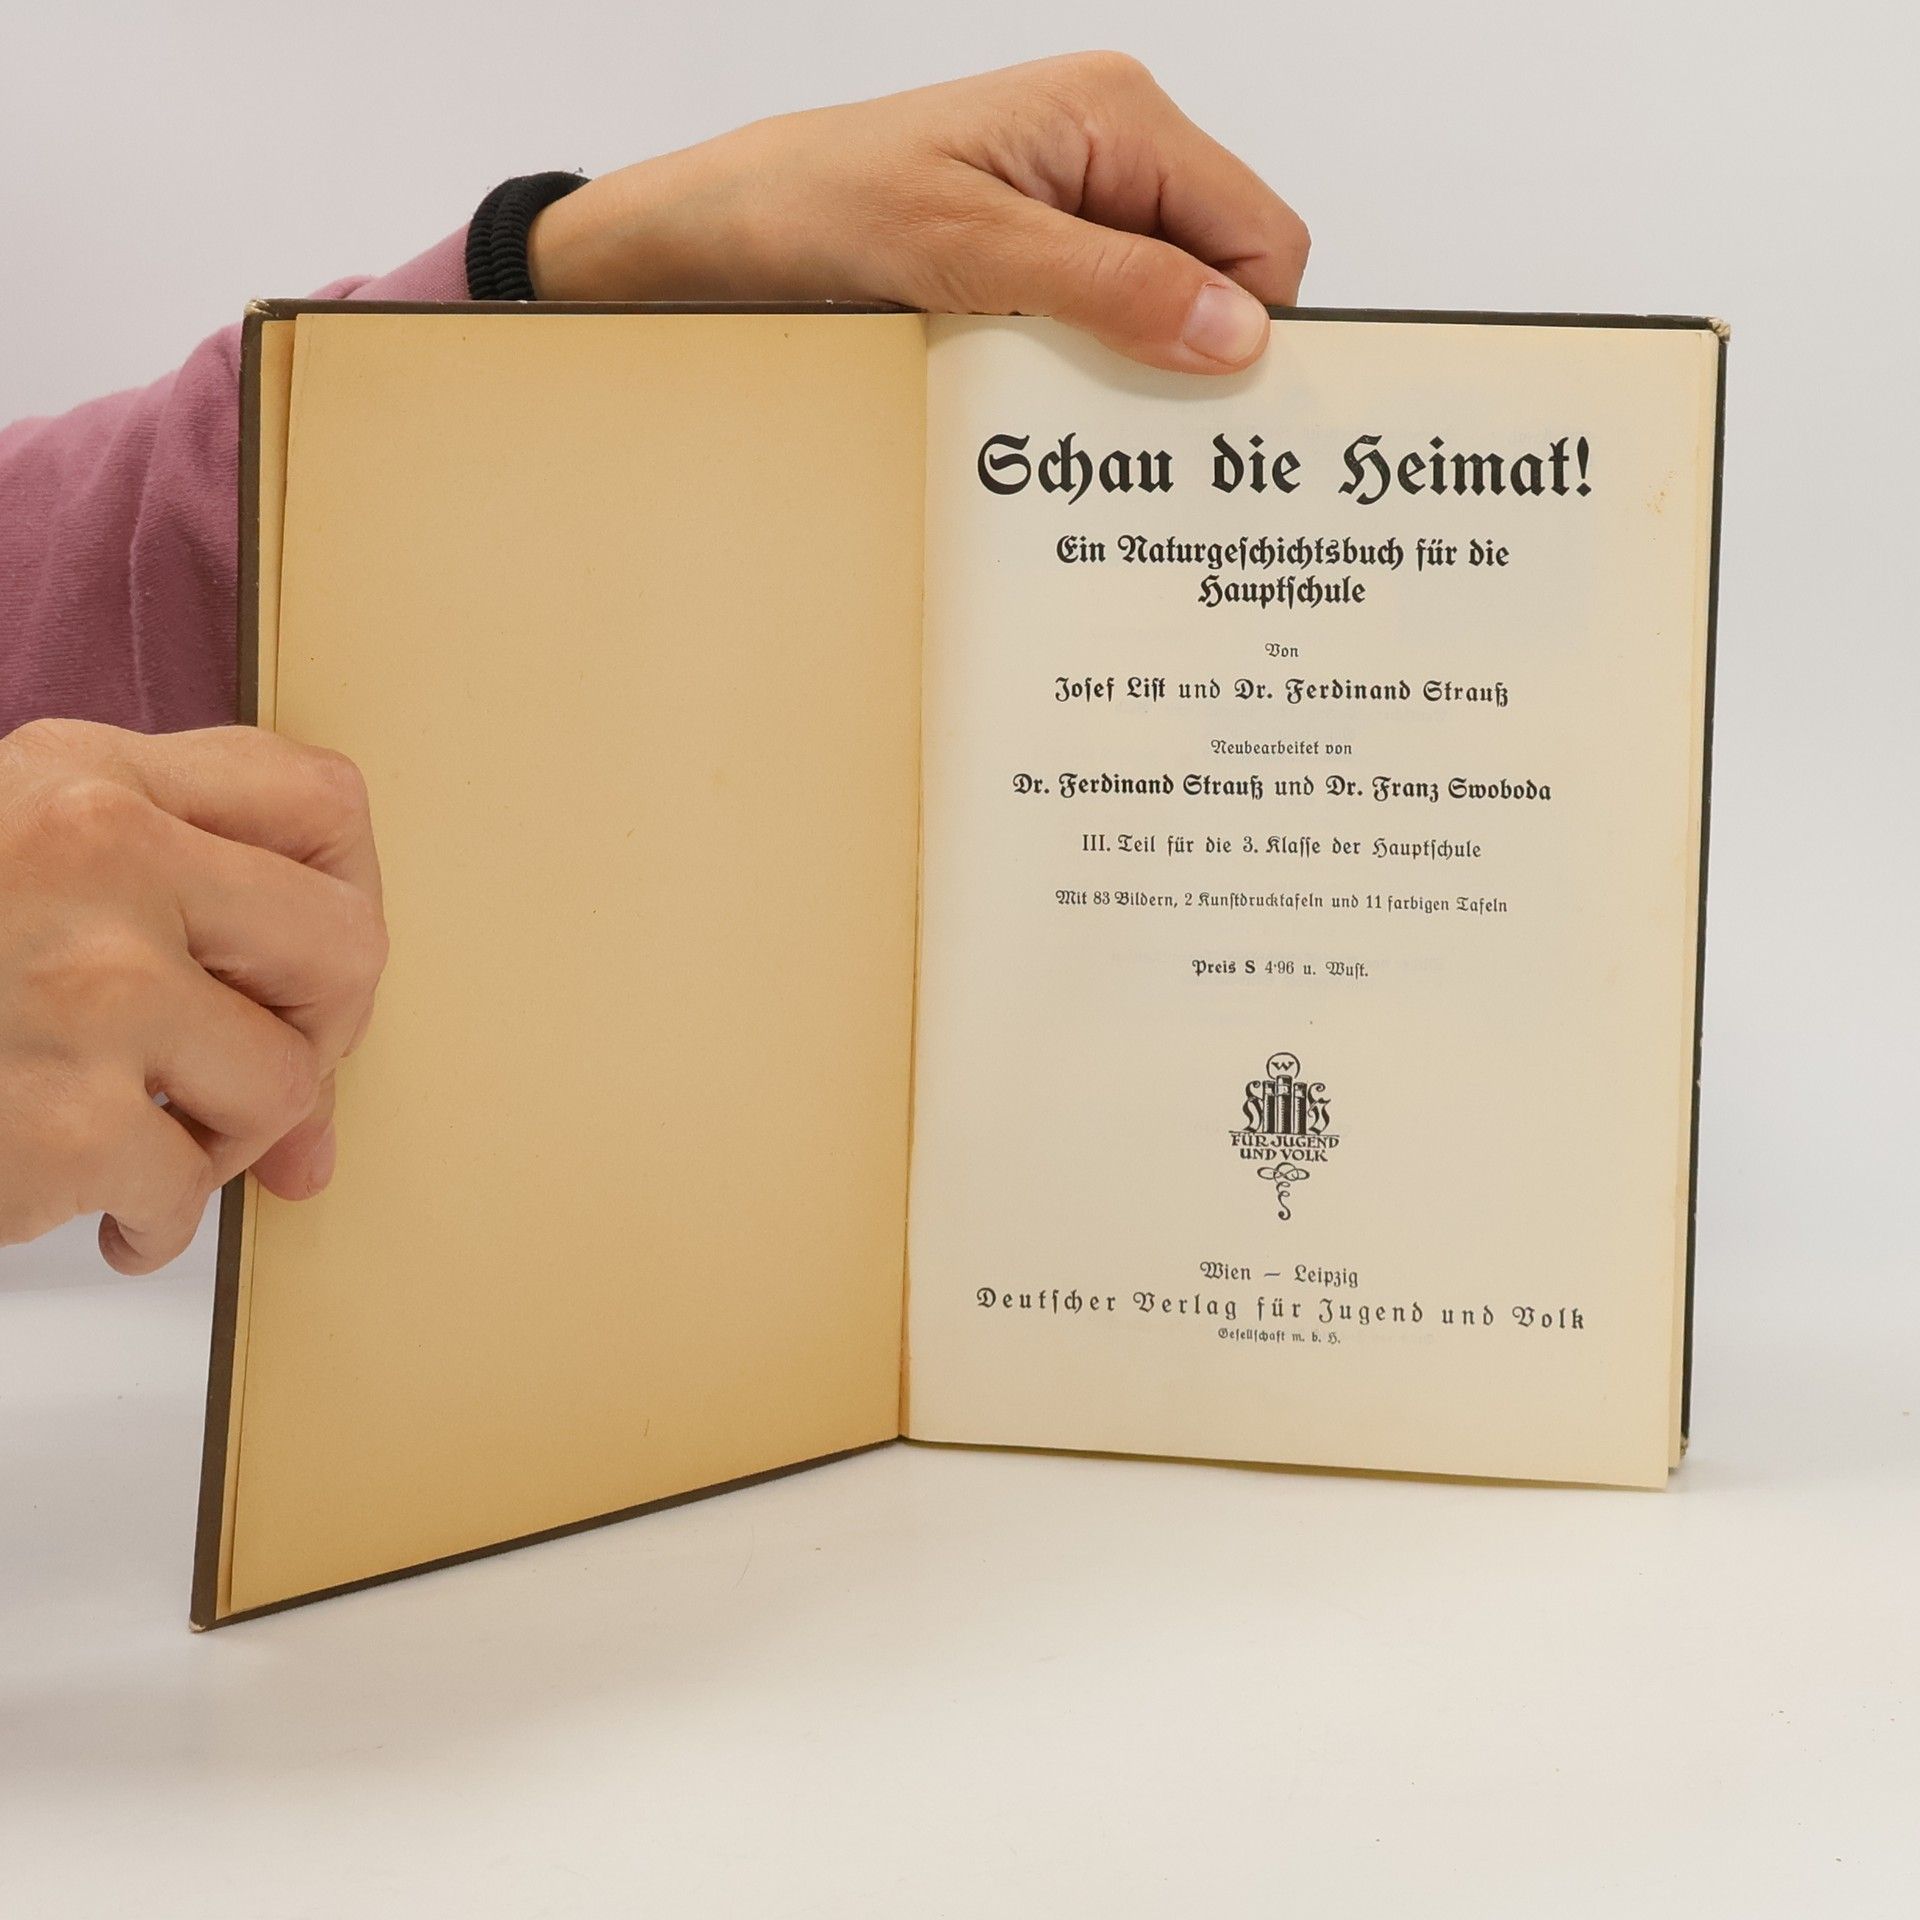 Schau die Heimat!
Ein Naturgeſchichtsbuch für die
Hauptſchule
Von
Joſef Liſt und Dr. Ferdinand Strauß
Neubearbeitet von
Dr. Ferdinand Strauß und Dr. Franz Swoboda
III. Teil für die 3. Klaſſe der Hauptſchule
Mit 83 Bildern, 2 Kunſtdrucktafeln und 11 farbigen Tafeln
Preis S 4·96 u. Wuſt.
W
FÜR JUGEND
UND VOLK
Wien — Leipzig
Deutſcher Verlag für Jugend und Volk
Geſellſchaft m. b. H.